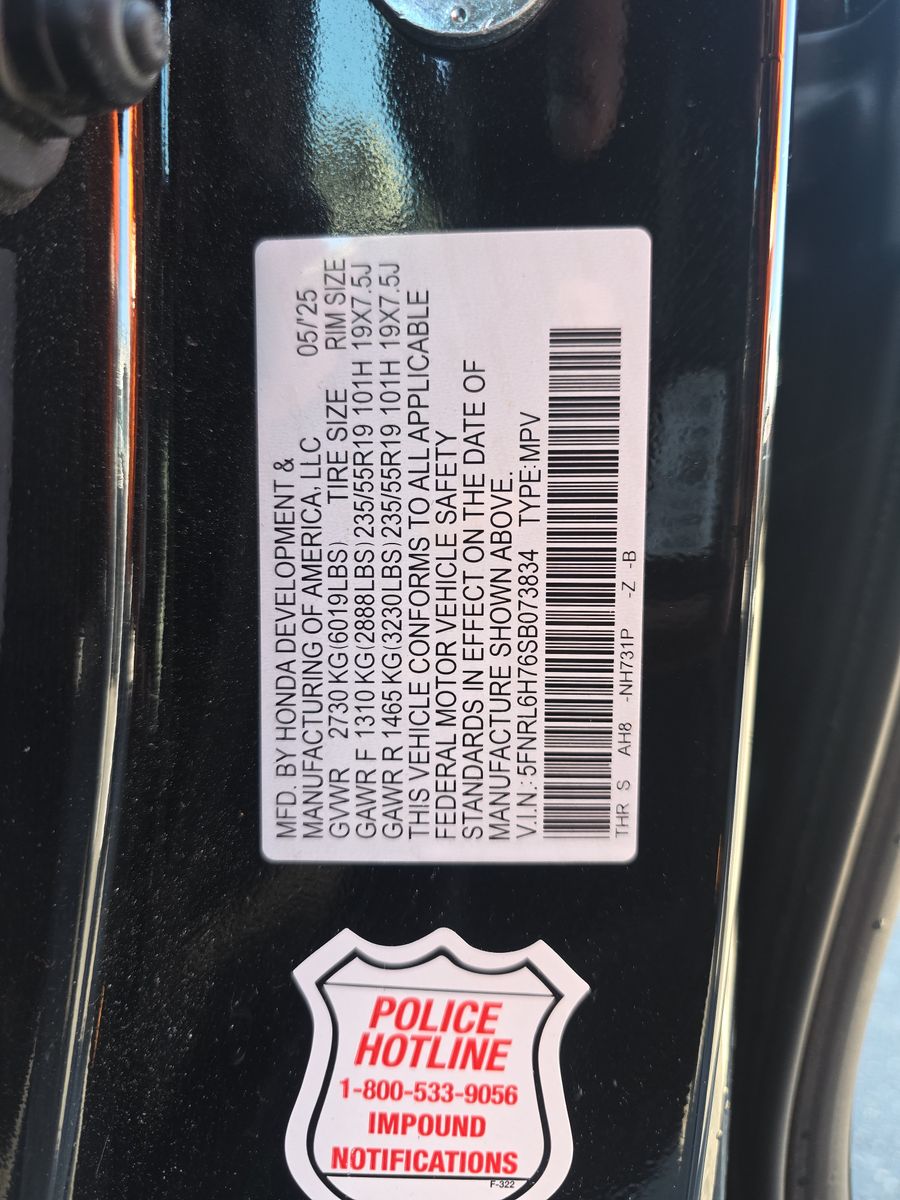 MFD. BY HONDA DEVELOPMENT &
MANUFACTURING OF AMERICA, LLC 05/'25
GVWR 2730 KG(6019LBS) TIRE SIZE RIM SIZE
GAWR F 1310 KG(2888LBS)235/55R19 101H 19X7.5J
GAWR R 1465 KG(3230LBS)235/55R19 101H 19X7.5J
THIS VEHICLE CONFORMS TO ALL APPLICABLE
FEDERAL MOTOR VEHICLE SAFETY
STANDARDS IN EFFECT ON THE DATE OF
MANUFACTURE SHOWN ABOVE.
V.I.N.: 5FNRL6H76SB073834 TYPE:MPV
THR S AH8 -NH731P -Z -B
POLICE
HOTLINE
1-800-533-9056
IMPOUND
NOTIFICATIONS
F-322